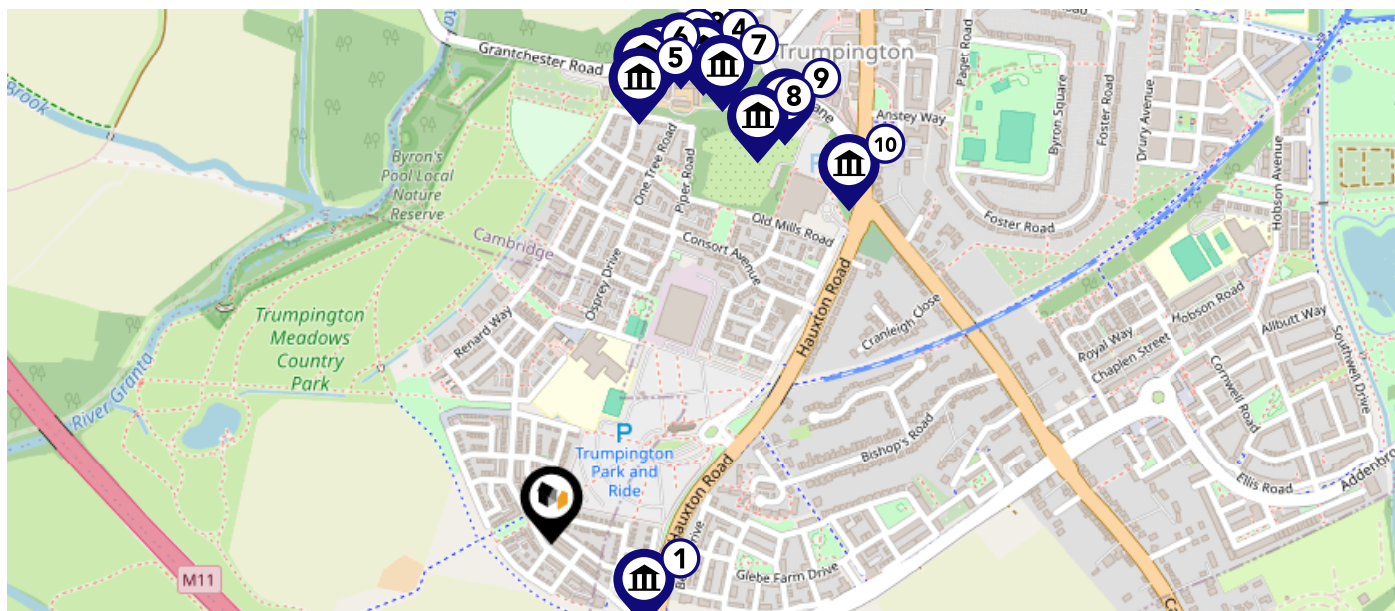 Grantchester Road
Trumpington
6
4
7
5
9
8
10
Brook
Anstey Way
Paget Road
Byron Square
Foster Road
Drury Avenue
Hobson Avenue
Byron's
Pool Local
Nature
Reserve
One Tree Road
Piper Road
Old Mills Road
Foster Road
Cambridge
Consort Avenue
Osprey Drive
Hauxton Road
Cranleigh Close
Hobson Road
Royal Way
Chaplen Street
Allbutt Way
Southwell Drive
Cornwell Road
Trumpington
Meadows
Country
Park
Renard Way
River Granta
P
Trumpington
Park and
Ride
Bishop's Road
Ellis Road
Hauxton Road
Glebe Farm Drive
M11
1